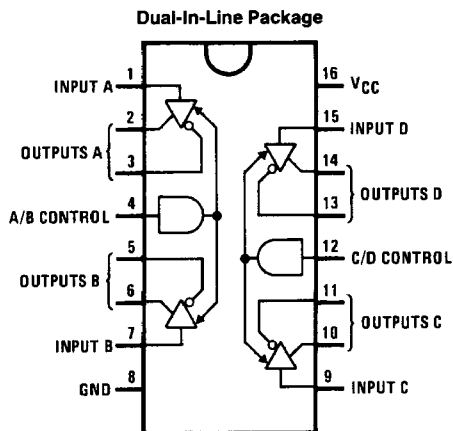 Dual-In-Line Package
1
INPUT A
2
OUTPUTS A
3
4
A/B CONTROL
5
OUTPUTS B
6
7
INPUT B
8
GND
16
VCC
15
INPUT D
14
OUTPUTS D
13
12
C/D CONTROL
11
OUTPUTS C
10
9
INPUT C